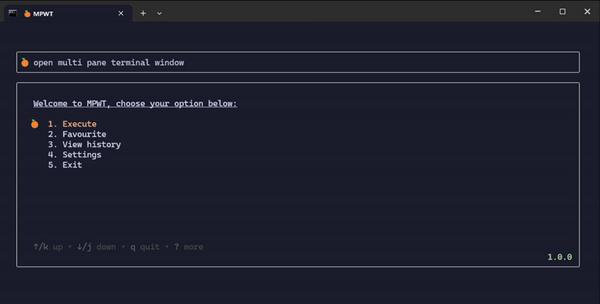 MPWT
open multi pane terminal window
Welcome to MPWT, choose your option below:
1. Execute
2. Favourite
3. View history
4. Settings
5. Exit
↑/k up • ↓/j down • q quit • ? more
1.0.0